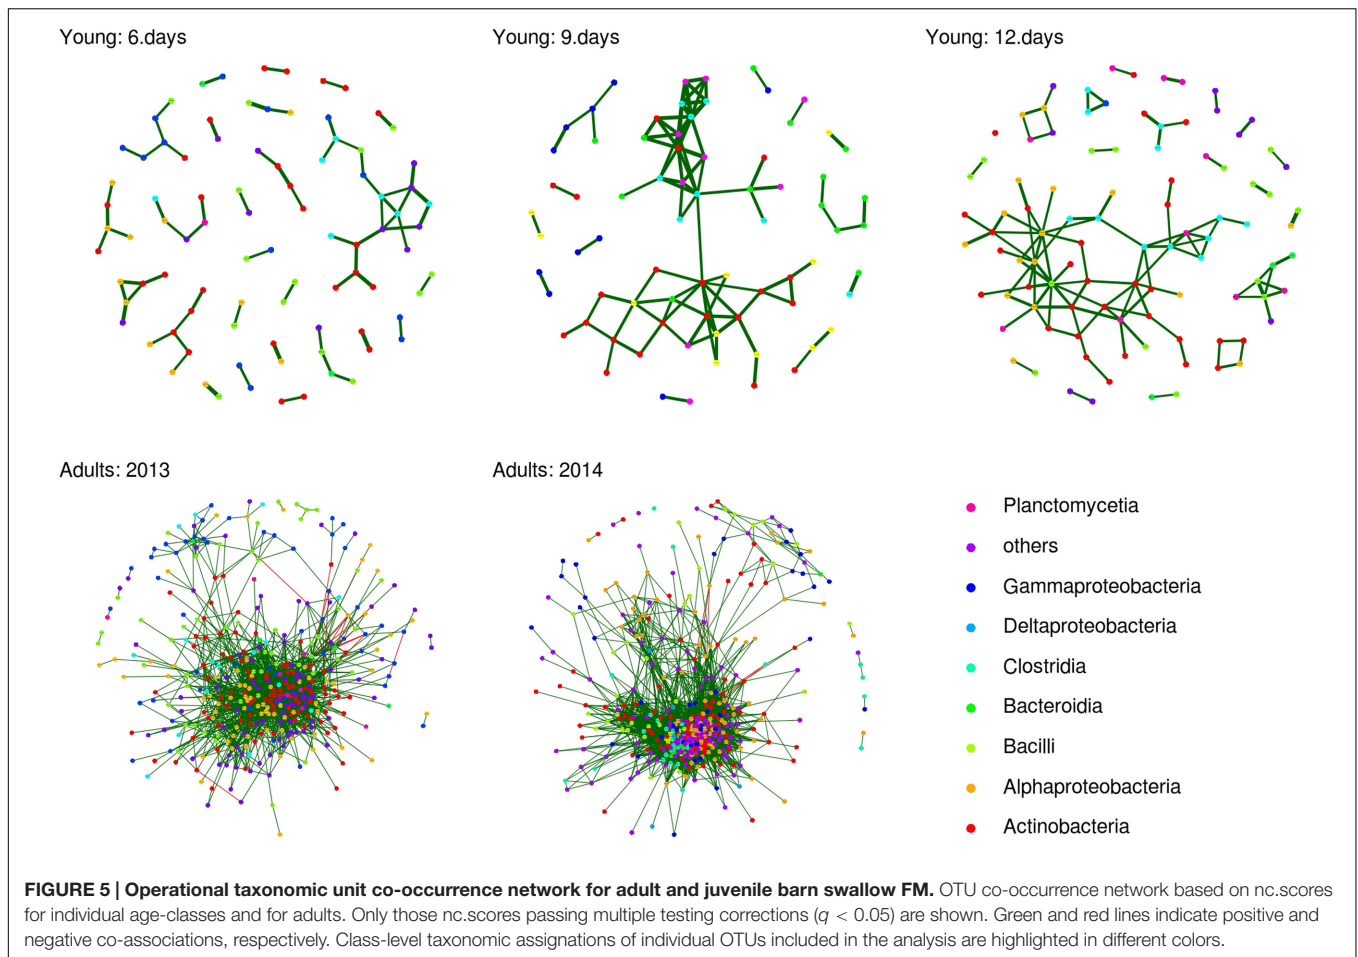 Young: 6.days
Young: 9.days
Young: 12.days
Adults: 2013
Adults: 2014
Planctomycetia
others
Gammaproteobacteria
Deltaproteobacteria
Clostridia
Bacteroidia
Bacilli
Alphaproteobacteria
Actinobacteria
FIGURE 5 | Operational taxonomic unit co-occurrence network for adult and juvenile barn swallow FM. OTU co-occurrence network based on nc.scores
for individual age-classes and for adults. Only those nc.scores passing multiple testing corrections (q < 0.05) are shown. Green and red lines indicate positive and
negative co-associations, respectively. Class-level taxonomic assignations of individual OTUs included in the analysis are highlighted in different colors.